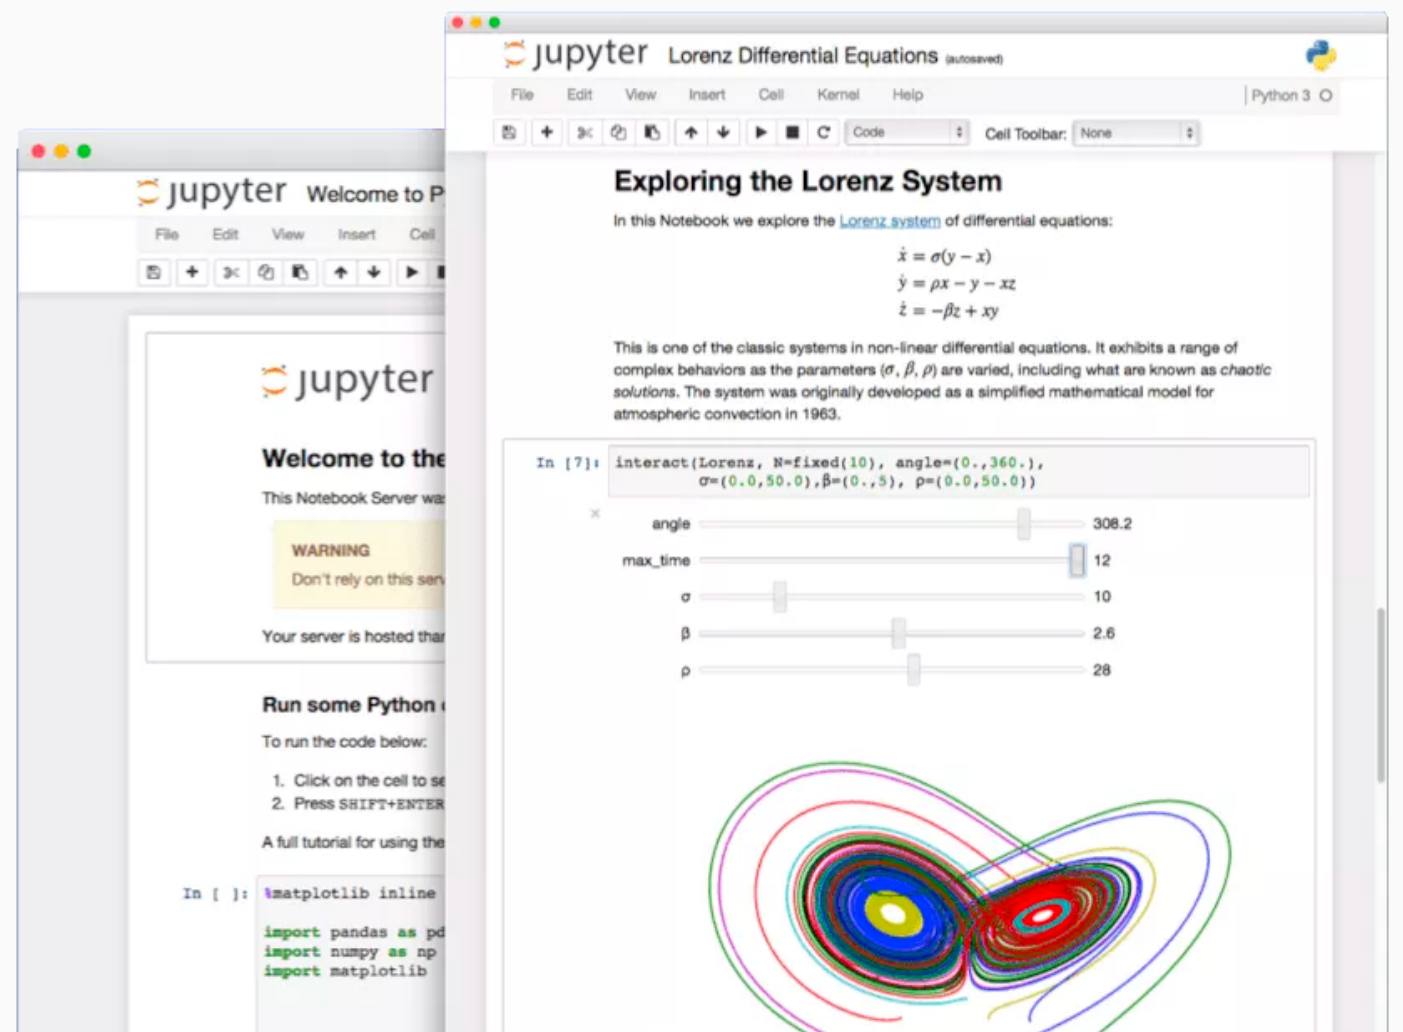 jupyter Lorenz Differential Equations (autosaved)
File Edit View Insert Cell Kernel Help
Python 3
Code
Cell Toolbar: None
Exploring the Lorenz System
In this Notebook we explore the Lorenz system of differential equations:
ẋ = σ(y − x)
ẏ = ρx − y − xz
ż = −βz + xy
This is one of the classic systems in non-linear differential equations. It exhibits a range of
complex behaviors as the parameters (σ, β, ρ) are varied, including what are known as chaotic
solutions. The system was originally developed as a simplified mathematical model for
atmospheric convection in 1963.
In [7]: interact(Lorenz, N=fixed(10), angle=(0.,360.),
σ=(0.0,50.0),β=(0.,5), ρ=(0.0,50.0))
angle 308.2
max_time 12
σ 10
β 2.6
ρ 28
jupyter Welcome to P
File Edit View Insert Cell
jupyter
Welcome to the
This Notebook Server was
WARNING
Don't rely on this serv
Your server is hosted than
Run some Python
To run the code below:
1. Click on the cell to se
2. Press SHIFT+ENTER
A full tutorial for using the
In [ ]: %matplotlib inline
import pandas as pd
import numpy as np
import matplotlib